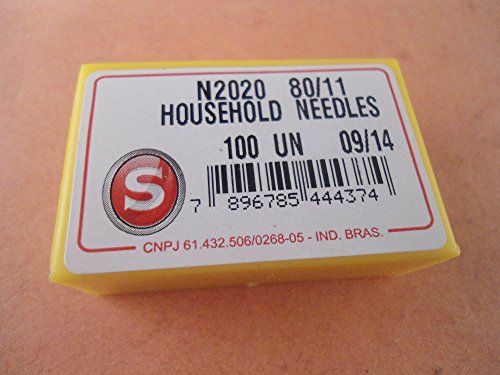 N2020 80/11
HOUSEHOLD NEEDLES
100 UN 09/14
S
7 896785 444374
CNPJ 61.432.506/0268-05 - IND. BRAS.